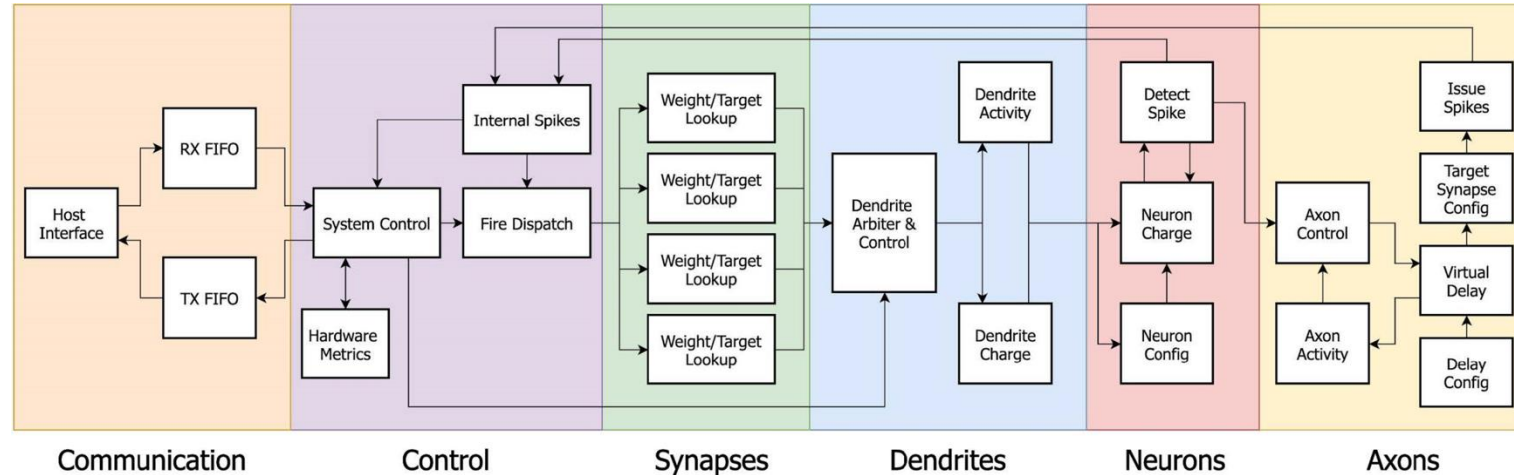 Host
Interface
RX FIFO
TX FIFO
Internal Spikes
System Control
Fire Dispatch
Hardware
Metrics
Weight/Target
Lookup
Weight/Target
Lookup
Weight/Target
Lookup
Weight/Target
Lookup
Dendrite
Arbiter &
Control
Dendrite
Activity
Dendrite
Charge
Detect
Spike
Neuron
Charge
Neuron
Config
Axon
Control
Axon
Activity
Issue
Spikes
Target
Synapse
Config
Virtual
Delay
Delay
Config
Communication
Control
Synapses
Dendrites
Neurons
Axons